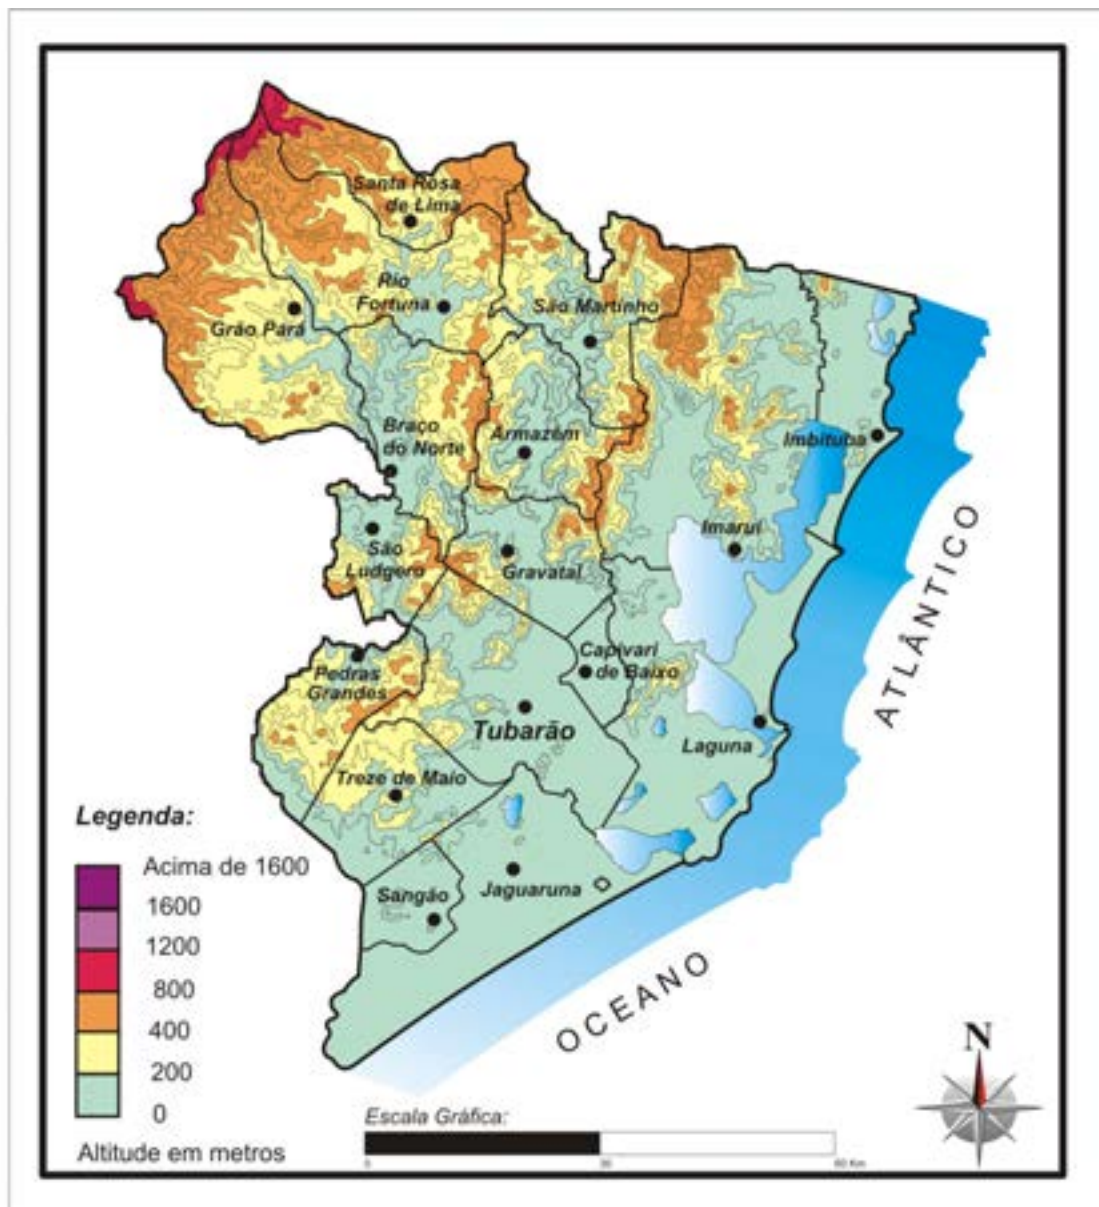 Santa Rosa
de Lima
Rio
Fortuna
São Martinho
Grão Pará
Braço
do Norte
Armazém
Imbituba
Imaruí
São
Ludgero
Gravatal
Capivari
de Baixo
Pedras
Grandes
Tubarão
Laguna
Treze de Maio
Jaguaruna
Sangão
OCEANO
ATLÂNTICO
Legenda:
Acima de 1600
1600
1200
800
400
200
0
Altitude em metros
Escala Gráfica:
N